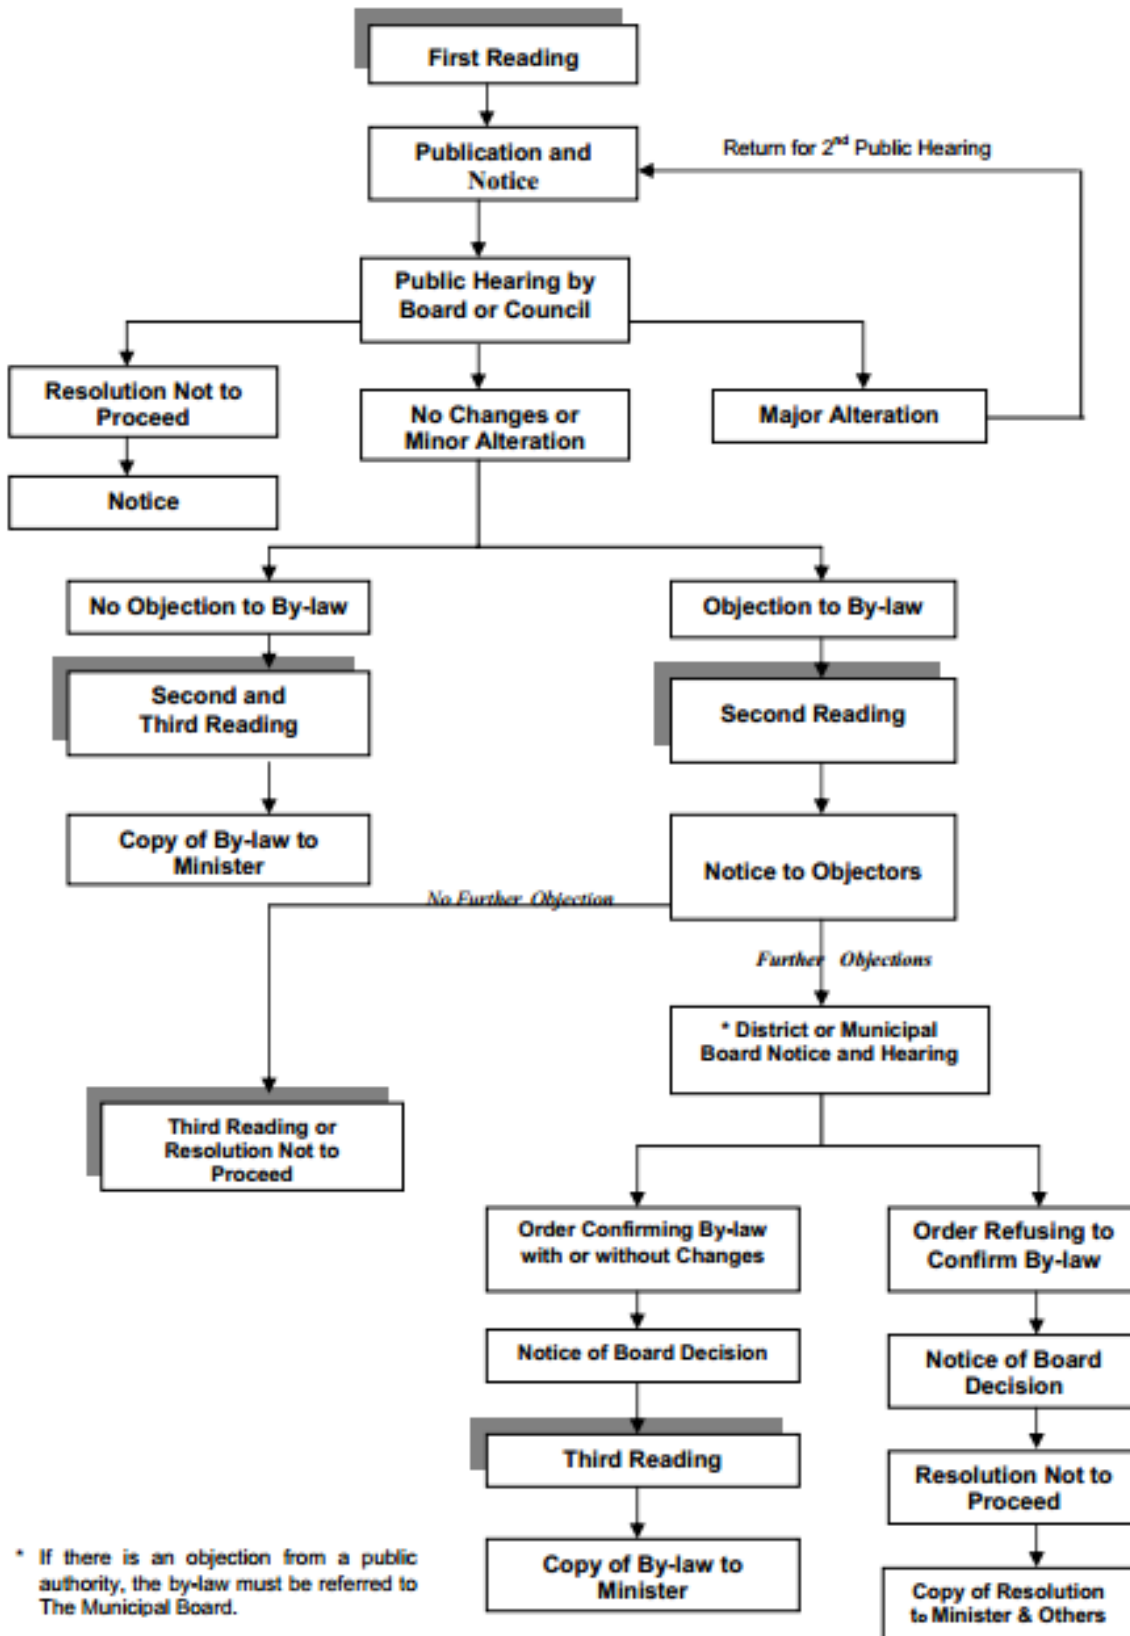 First Reading
Publication and
Notice
Return for 2nd Public Hearing
Public Hearing by
Board or Council
Resolution Not to
Proceed
No Changes or
Minor Alteration
Major Alteration
Notice
No Objection to By-law
Objection to By-law
Second and
Third Reading
Second Reading
Copy of By-law to
Minister
Notice to Objectors
No Further Objection
Further Objections
* District or Municipal
Board Notice and Hearing
Third Reading or
Resolution Not to
Proceed
Order Confirming By-law
with or without Changes
Order Refusing to
Confirm By-law
Notice of Board Decision
Notice of Board
Decision
Third Reading
Resolution Not to
Proceed
Copy of By-law to
Minister
Copy of Resolution
to Minister & Others
* If there is an objection from a public
authority, the by-law must be referred to
The Municipal Board.